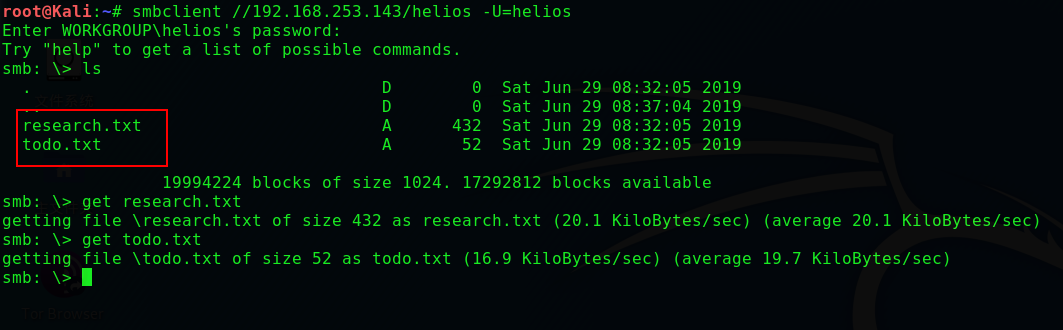 root@Kali:~# smbclient //192.168.253.143/helios -U=helios
Enter WORKGROUP\helios's password:
Try "help" to get a list of possible commands.
smb: \> ls
  .                                   D        0  Sat Jun 29 08:32:05 2019
  ..                                  D        0  Sat Jun 29 08:37:04 2019
  research.txt                        A      432  Sat Jun 29 08:32:05 2019
  todo.txt                            A       52  Sat Jun 29 08:32:05 2019
                19994224 blocks of size 1024. 17292812 blocks available
smb: \> get research.txt
getting file \research.txt of size 432 as research.txt (20.1 KiloBytes/sec) (average 20.1 KiloBytes/sec)
smb: \> get todo.txt
getting file \todo.txt of size 52 as todo.txt (16.9 KiloBytes/sec) (average 19.7 KiloBytes/sec)
smb: \>
Tor Browser